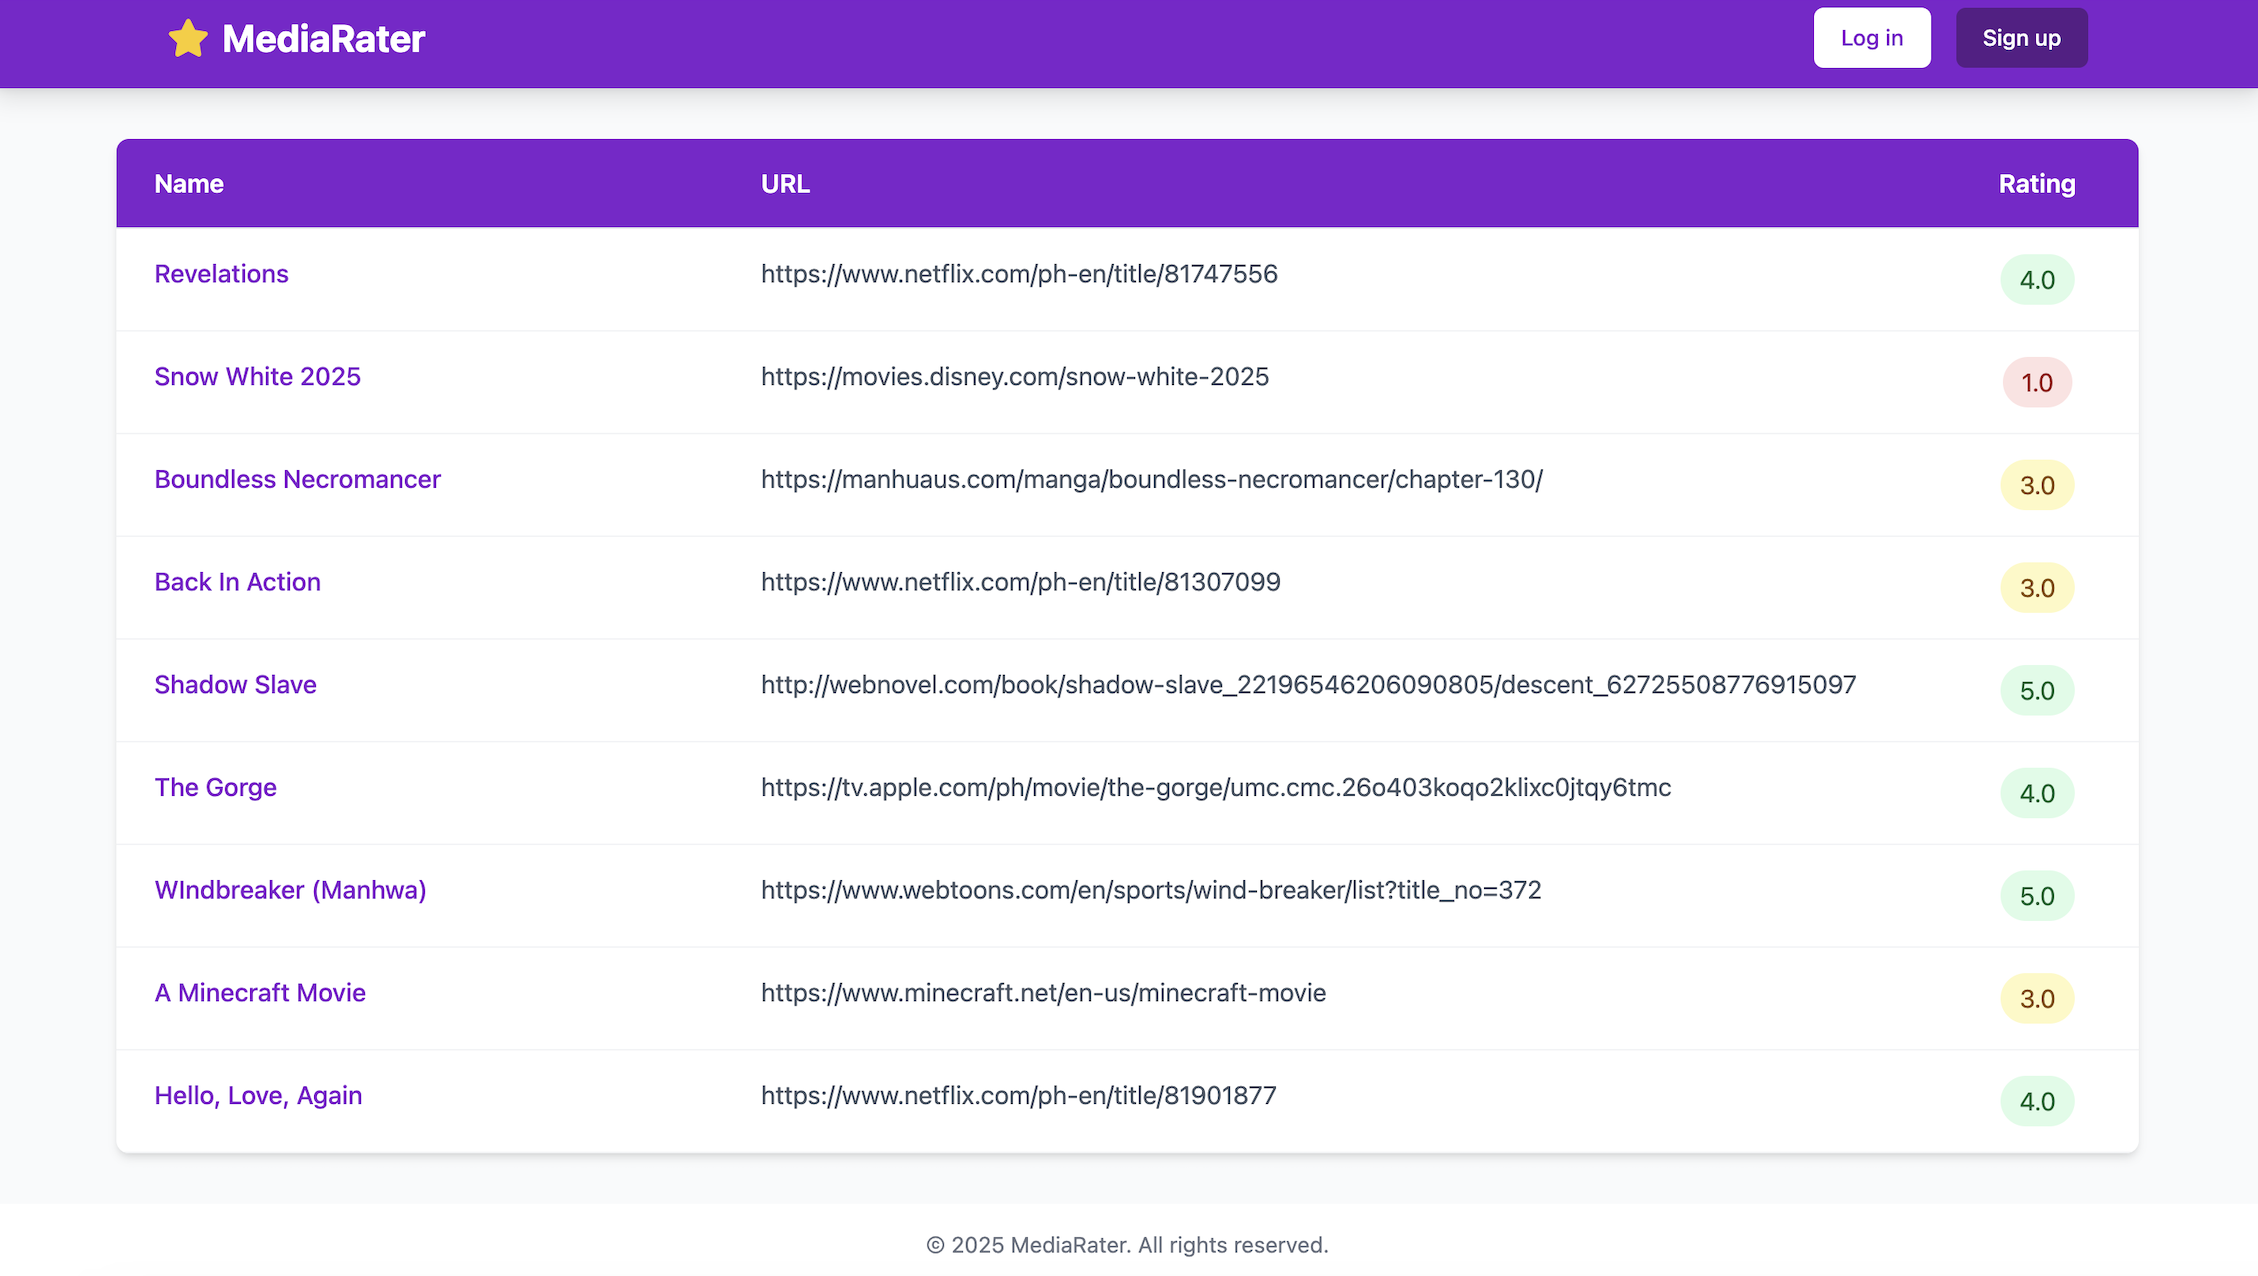 MediaRater Log in Sign up
Name URL Rating
Revelations https://www.netflix.com/ph-en/title/81747556 4.0
Snow White 2025 https://movies.disney.com/snow-white-2025 1.0
Boundless Necromancer https://manhuaus.com/manga/boundless-necromancer/chapter-130/ 3.0
Back In Action https://www.netflix.com/ph-en/title/81307099 3.0
Shadow Slave http://webnovel.com/book/shadow-slave_22196546206090805/descent_62725508776915097 5.0
The Gorge https://tv.apple.com/ph/movie/the-gorge/umc.cmc.26o403koqo2klixc0jtqy6tmc 4.0
WIndbreaker (Manhwa) https://www.webtoons.com/en/sports/wind-breaker/list?title_no=372 5.0
A Minecraft Movie https://www.minecraft.net/en-us/minecraft-movie 3.0
Hello, Love, Again https://www.netflix.com/ph-en/title/81901877 4.0
© 2025 MediaRater. All rights reserved.